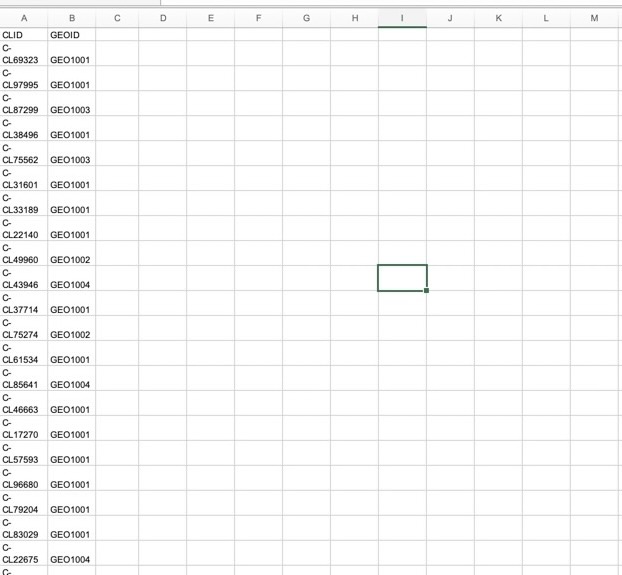 A B C D E F G H I J K L M
CLID GEOID
C-
CL69323 GEO1001
C-
CL97995 GEO1001
C-
CL87299 GEO1003
C-
CL38496 GEO1001
C-
CL75562 GEO1003
C-
CL31601 GEO1001
C-
CL33189 GEO1001
C-
CL22140 GEO1001
C-
CL49960 GEO1002
C-
CL43946 GEO1004
C-
CL37714 GEO1001
C-
CL75274 GEO1002
C-
CL61534 GEO1001
C-
CL85641 GEO1004
C-
CL46663 GEO1001
C-
CL17270 GEO1001
C-
CL57593 GEO1001
C-
CL96680 GEO1001
C-
CL79204 GEO1001
C-
CL83029 GEO1001
C-
CL22675 GEO1004
C-